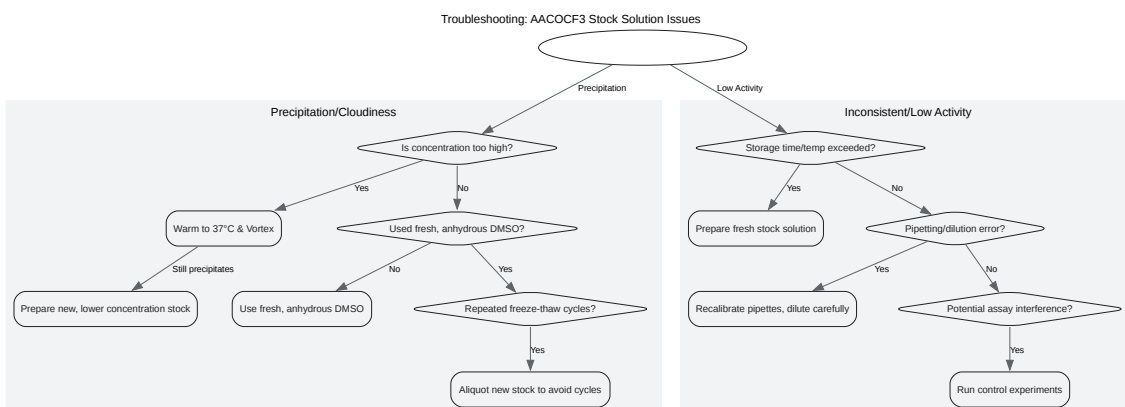 Troubleshooting: AACOCF3 Stock Solution Issues
Precipitation
Low Activity
Precipitation/Cloudiness
Inconsistent/Low Activity
Is concentration too high?
Storage time/temp exceeded?
Yes
No
Yes
No
Warm to 37°C & Vortex
Used fresh, anhydrous DMSO?
Prepare fresh stock solution
Pipetting/dilution error?
Still precipitates
No
Yes
Yes
No
Prepare new, lower concentration stock
Use fresh, anhydrous DMSO
Repeated freeze-thaw cycles?
Recalibrate pipettes, dilute carefully
Potential assay interference?
Yes
Yes
Aliquot new stock to avoid cycles
Run control experiments